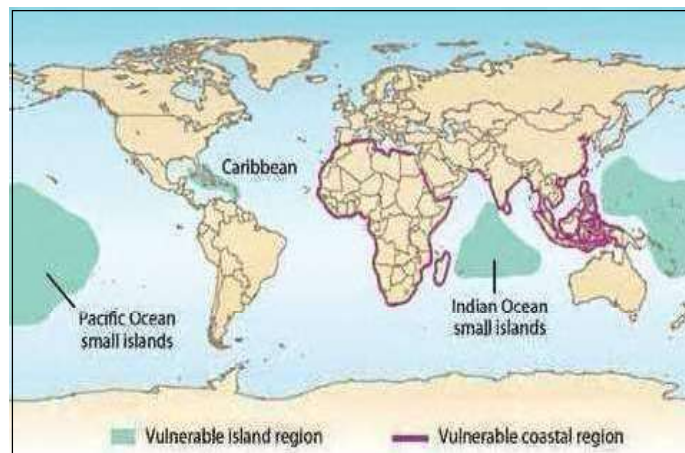 Caribbean
Pacific Ocean
small islands
Indian Ocean
small islands
Vulnerable island region
Vulnerable coastal region